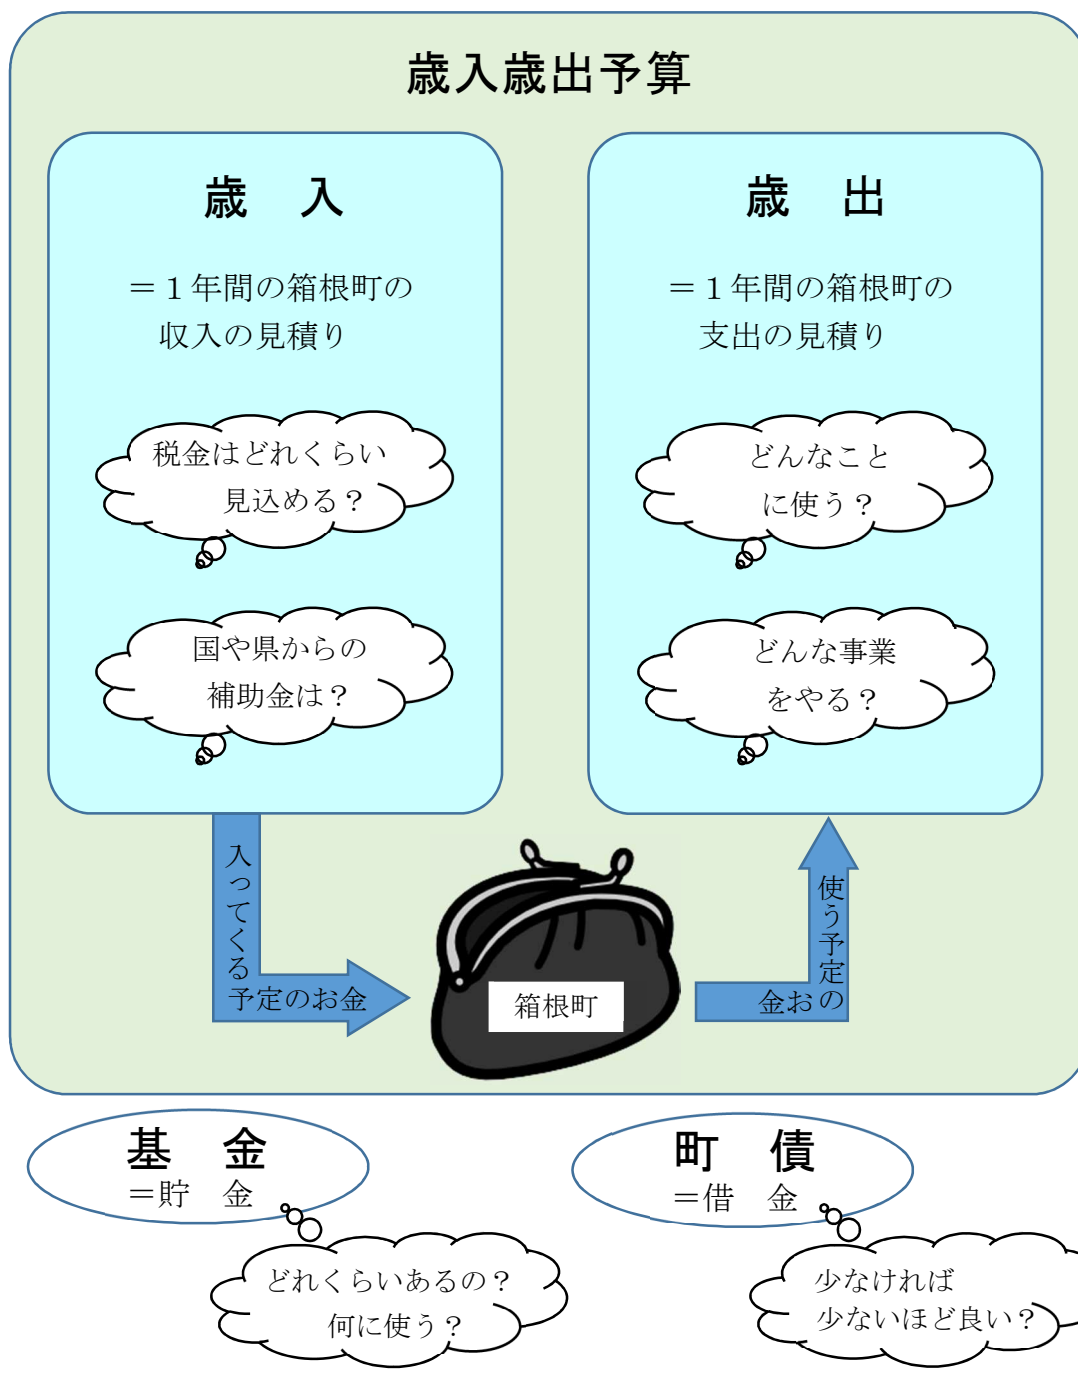 歳入歳出予算
歳　入
＝１年間の箱根町の
収入の見積り
税金はどれくらい
見込める？
国や県からの
補助金は？
歳　出
＝１年間の箱根町の
支出の見積り
どんなこと
に使う？
どんな事業
をやる？
入ってくる
予定のお金
箱根町
使う予定の
お金
基　金
＝貯　金
どれくらいあるの？
何に使う？
町　債
＝借　金
少なければ
少ないほど良い？